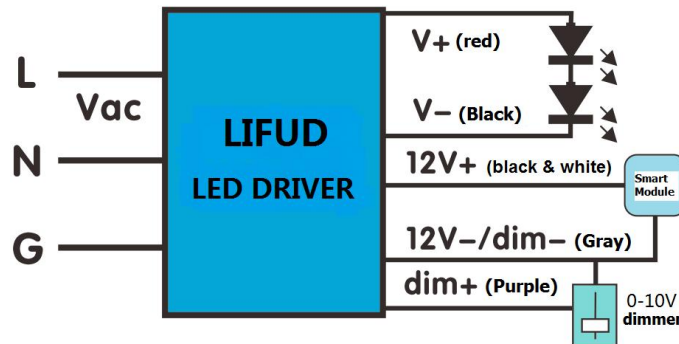 L
Vac
N
G
LIFUD
LED DRIVER
V+ (red)
V- (Black)
12V+ (black & white)
Smart
Module
12V-/dim- (Gray)
dim+ (Purple)
0-10V
dimmer